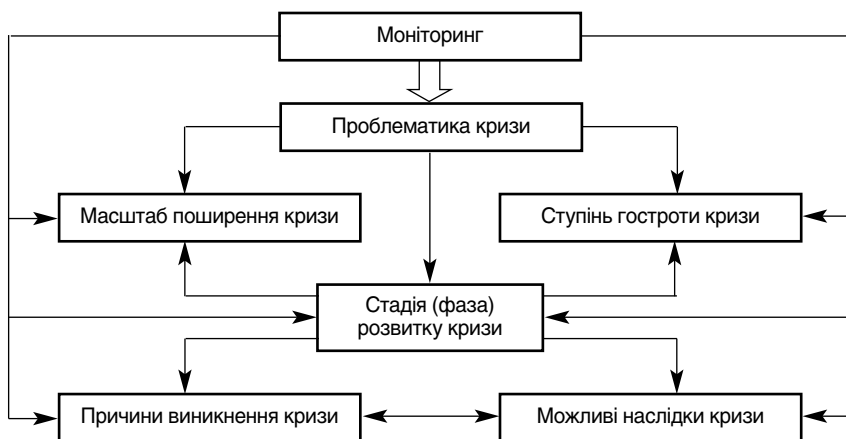 Моніторинг
Проблематика кризи
Масштаб поширення кризи
Ступінь гостроти кризи
Стадія (фаза)
розвитку кризи
Причини виникнення кризи
Можливі наслідки кризи